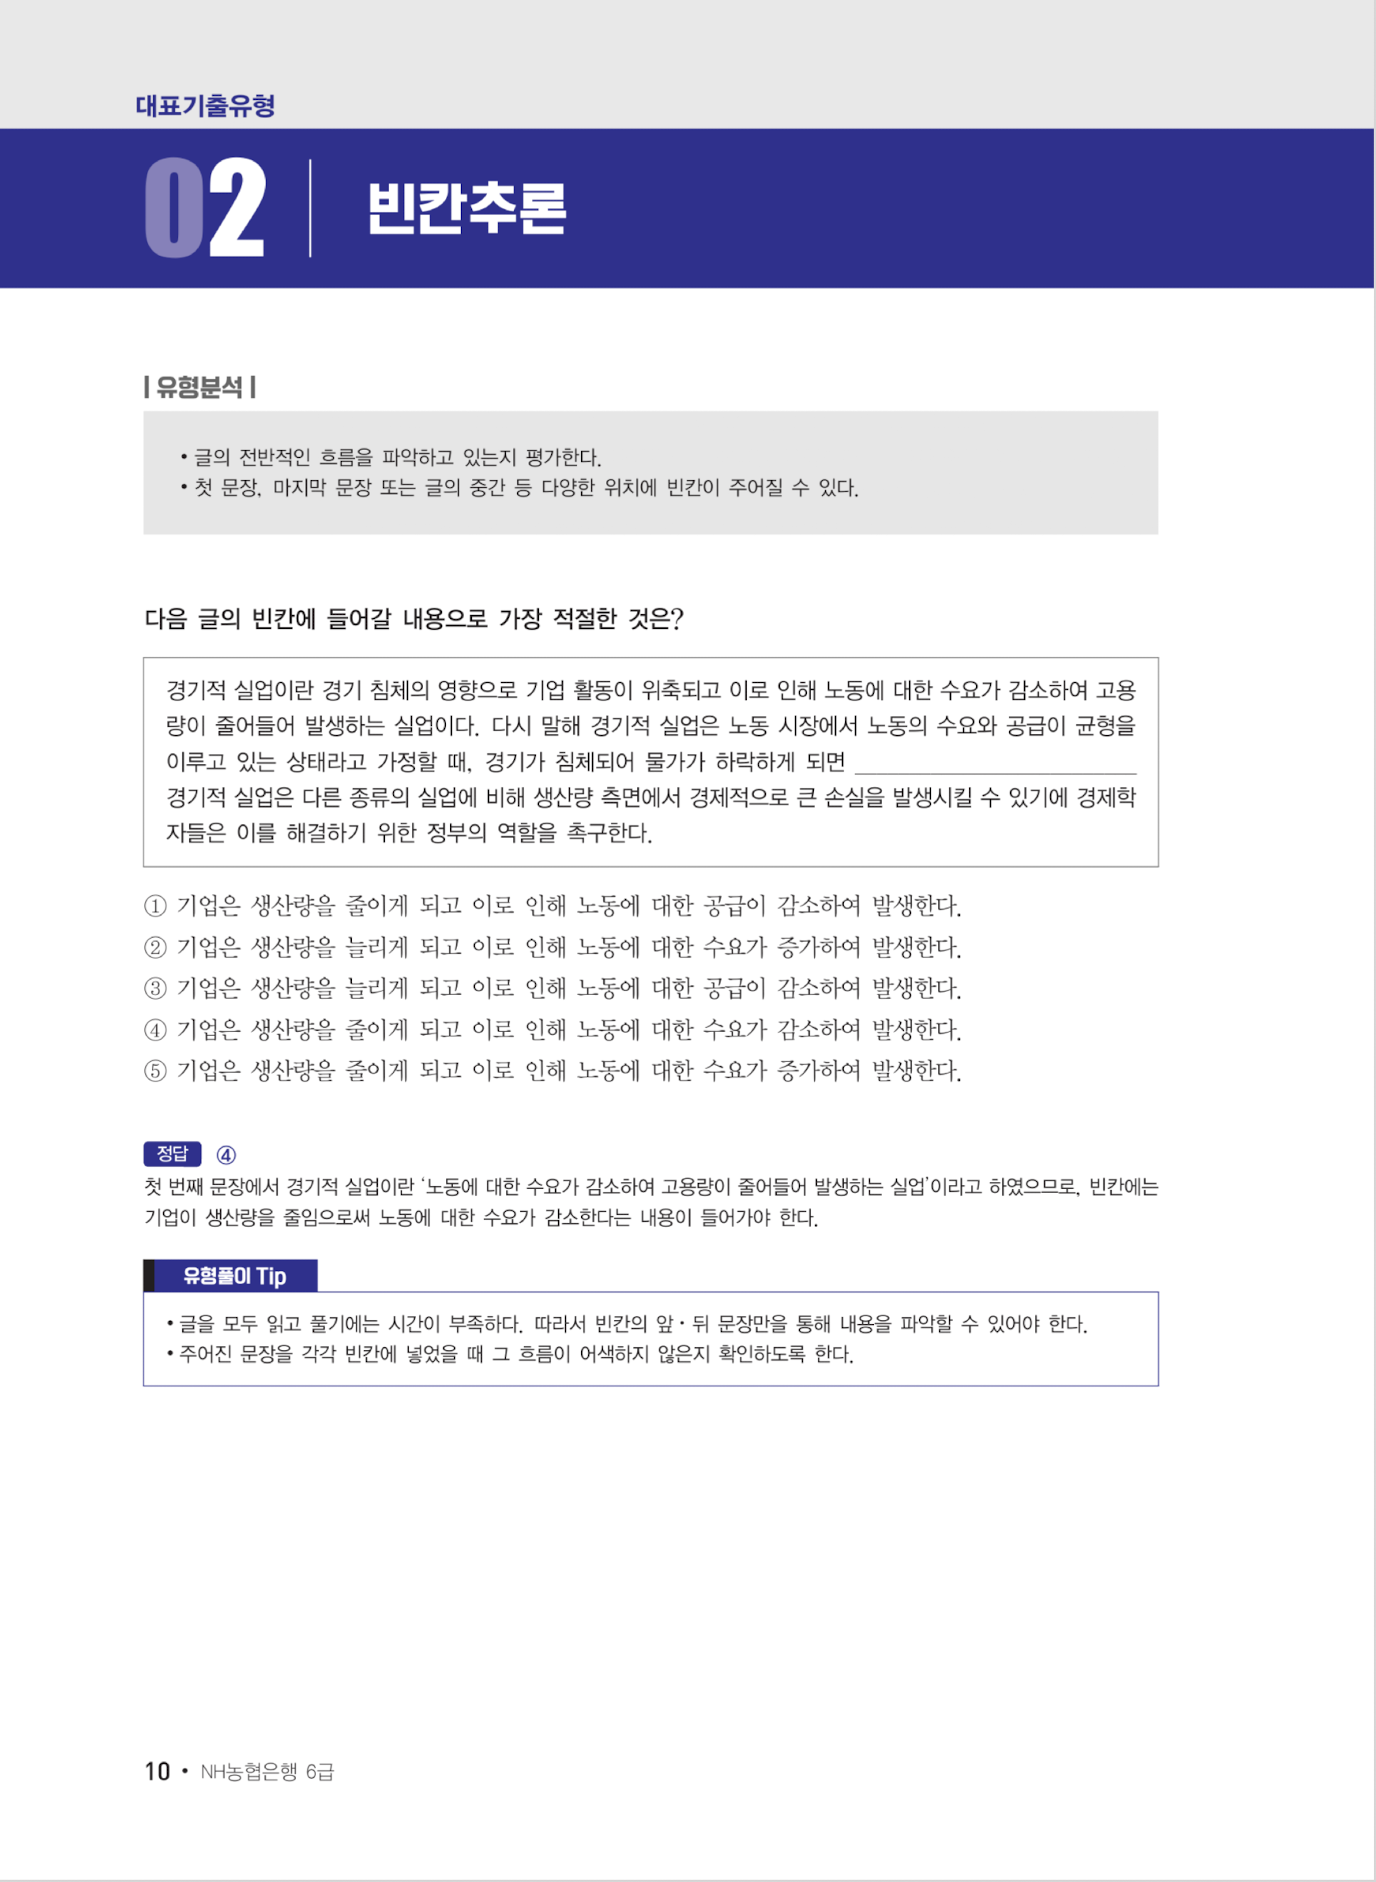 대표기출유형
02 빈칸추론
| 유형분석 |
• 글의 전반적인 흐름을 파악하고 있는지 평가한다.
• 첫 문장, 마지막 문장 또는 글의 중간 등 다양한 위치에 빈칸이 주어질 수 있다.
다음 글의 빈칸에 들어갈 내용으로 가장 적절한 것은?
경기적 실업이란 경기 침체의 영향으로 기업 활동이 위축되고 이로 인해 노동에 대한 수요가 감소하여 고용
량이 줄어들어 발생하는 실업이다. 다시 말해 경기적 실업은 노동 시장에서 노동의 수요와 공급이 균형을
이루고 있는 상태라고 가정할 때, 경기가 침체되어 물가가 하락하게 되면 ____________________
경기적 실업은 다른 종류의 실업에 비해 생산량 측면에서 경제적으로 큰 손실을 발생시킬 수 있기에 경제학
자들은 이를 해결하기 위한 정부의 역할을 촉구한다.
① 기업은 생산량을 줄이게 되고 이로 인해 노동에 대한 공급이 감소하여 발생한다.
② 기업은 생산량을 늘리게 되고 이로 인해 노동에 대한 수요가 증가하여 발생한다.
③ 기업은 생산량을 늘리게 되고 이로 인해 노동에 대한 공급이 감소하여 발생한다.
④ 기업은 생산량을 줄이게 되고 이로 인해 노동에 대한 수요가 감소하여 발생한다.
⑤ 기업은 생산량을 줄이게 되고 이로 인해 노동에 대한 수요가 증가하여 발생한다.
정답 ④
첫 번째 문장에서 경기적 실업이란 ‘노동에 대한 수요가 감소하여 고용량이 줄어들어 발생하는 실업’이라고 하였으므로, 빈칸에는
기업이 생산량을 줄임으로써 노동에 대한 수요가 감소한다는 내용이 들어가야 한다.
유형풀이 Tip
• 글을 모두 읽고 풀기에는 시간이 부족하다. 따라서 빈칸의 앞·뒤 문장만을 통해 내용을 파악할 수 있어야 한다.
• 주어진 문장을 각각 빈칸에 넣었을 때 그 흐름이 어색하지 않은지 확인하도록 한다.
10 • NH농협은행 6급